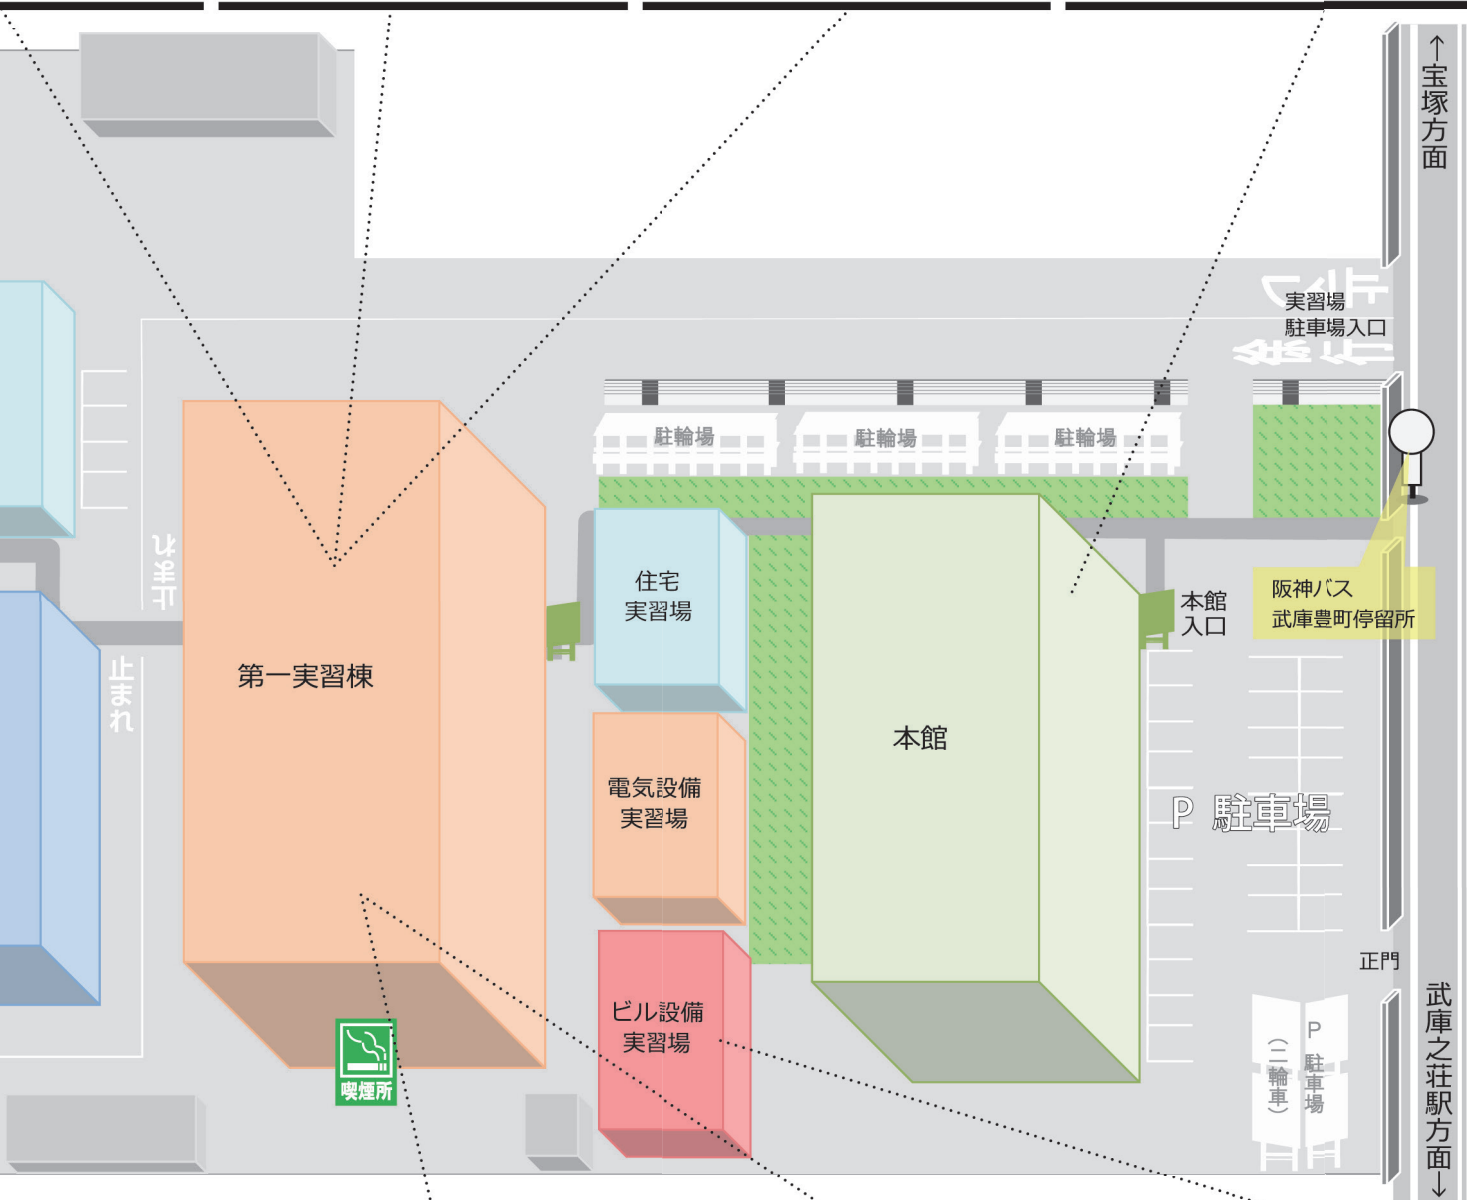 ↑宝塚方面
止ま
実習場
駐車場入口
徐行
駐輪場
駐輪場
駐輪場
止まれ
住宅
実習場
本館
入口
阪神バス
武庫豊町停留所
止まれ
第一実習棟
本館
電気設備
実習場
P 駐車場
正門
ビル設備
実習場
喫煙所
P 駐車場
(二輪車)
武庫之荘駅方面↓